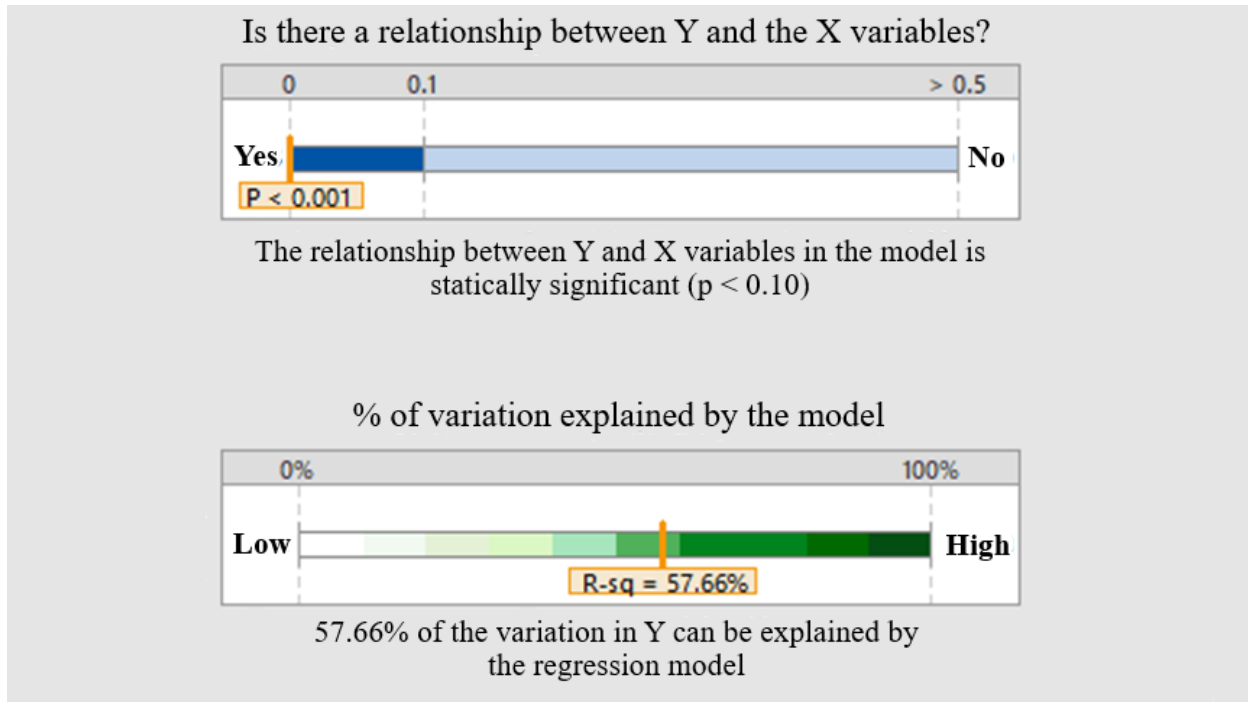 Is there a relationship between Y and the X variables?
0 0.1 > 0.5
Yes No
P < 0.001
The relationship between Y and X variables in the model is
statically significant (p < 0.10)
% of variation explained by the model
0% 100%
Low High
R-sq = 57.66%
57.66% of the variation in Y can be explained by
the regression model